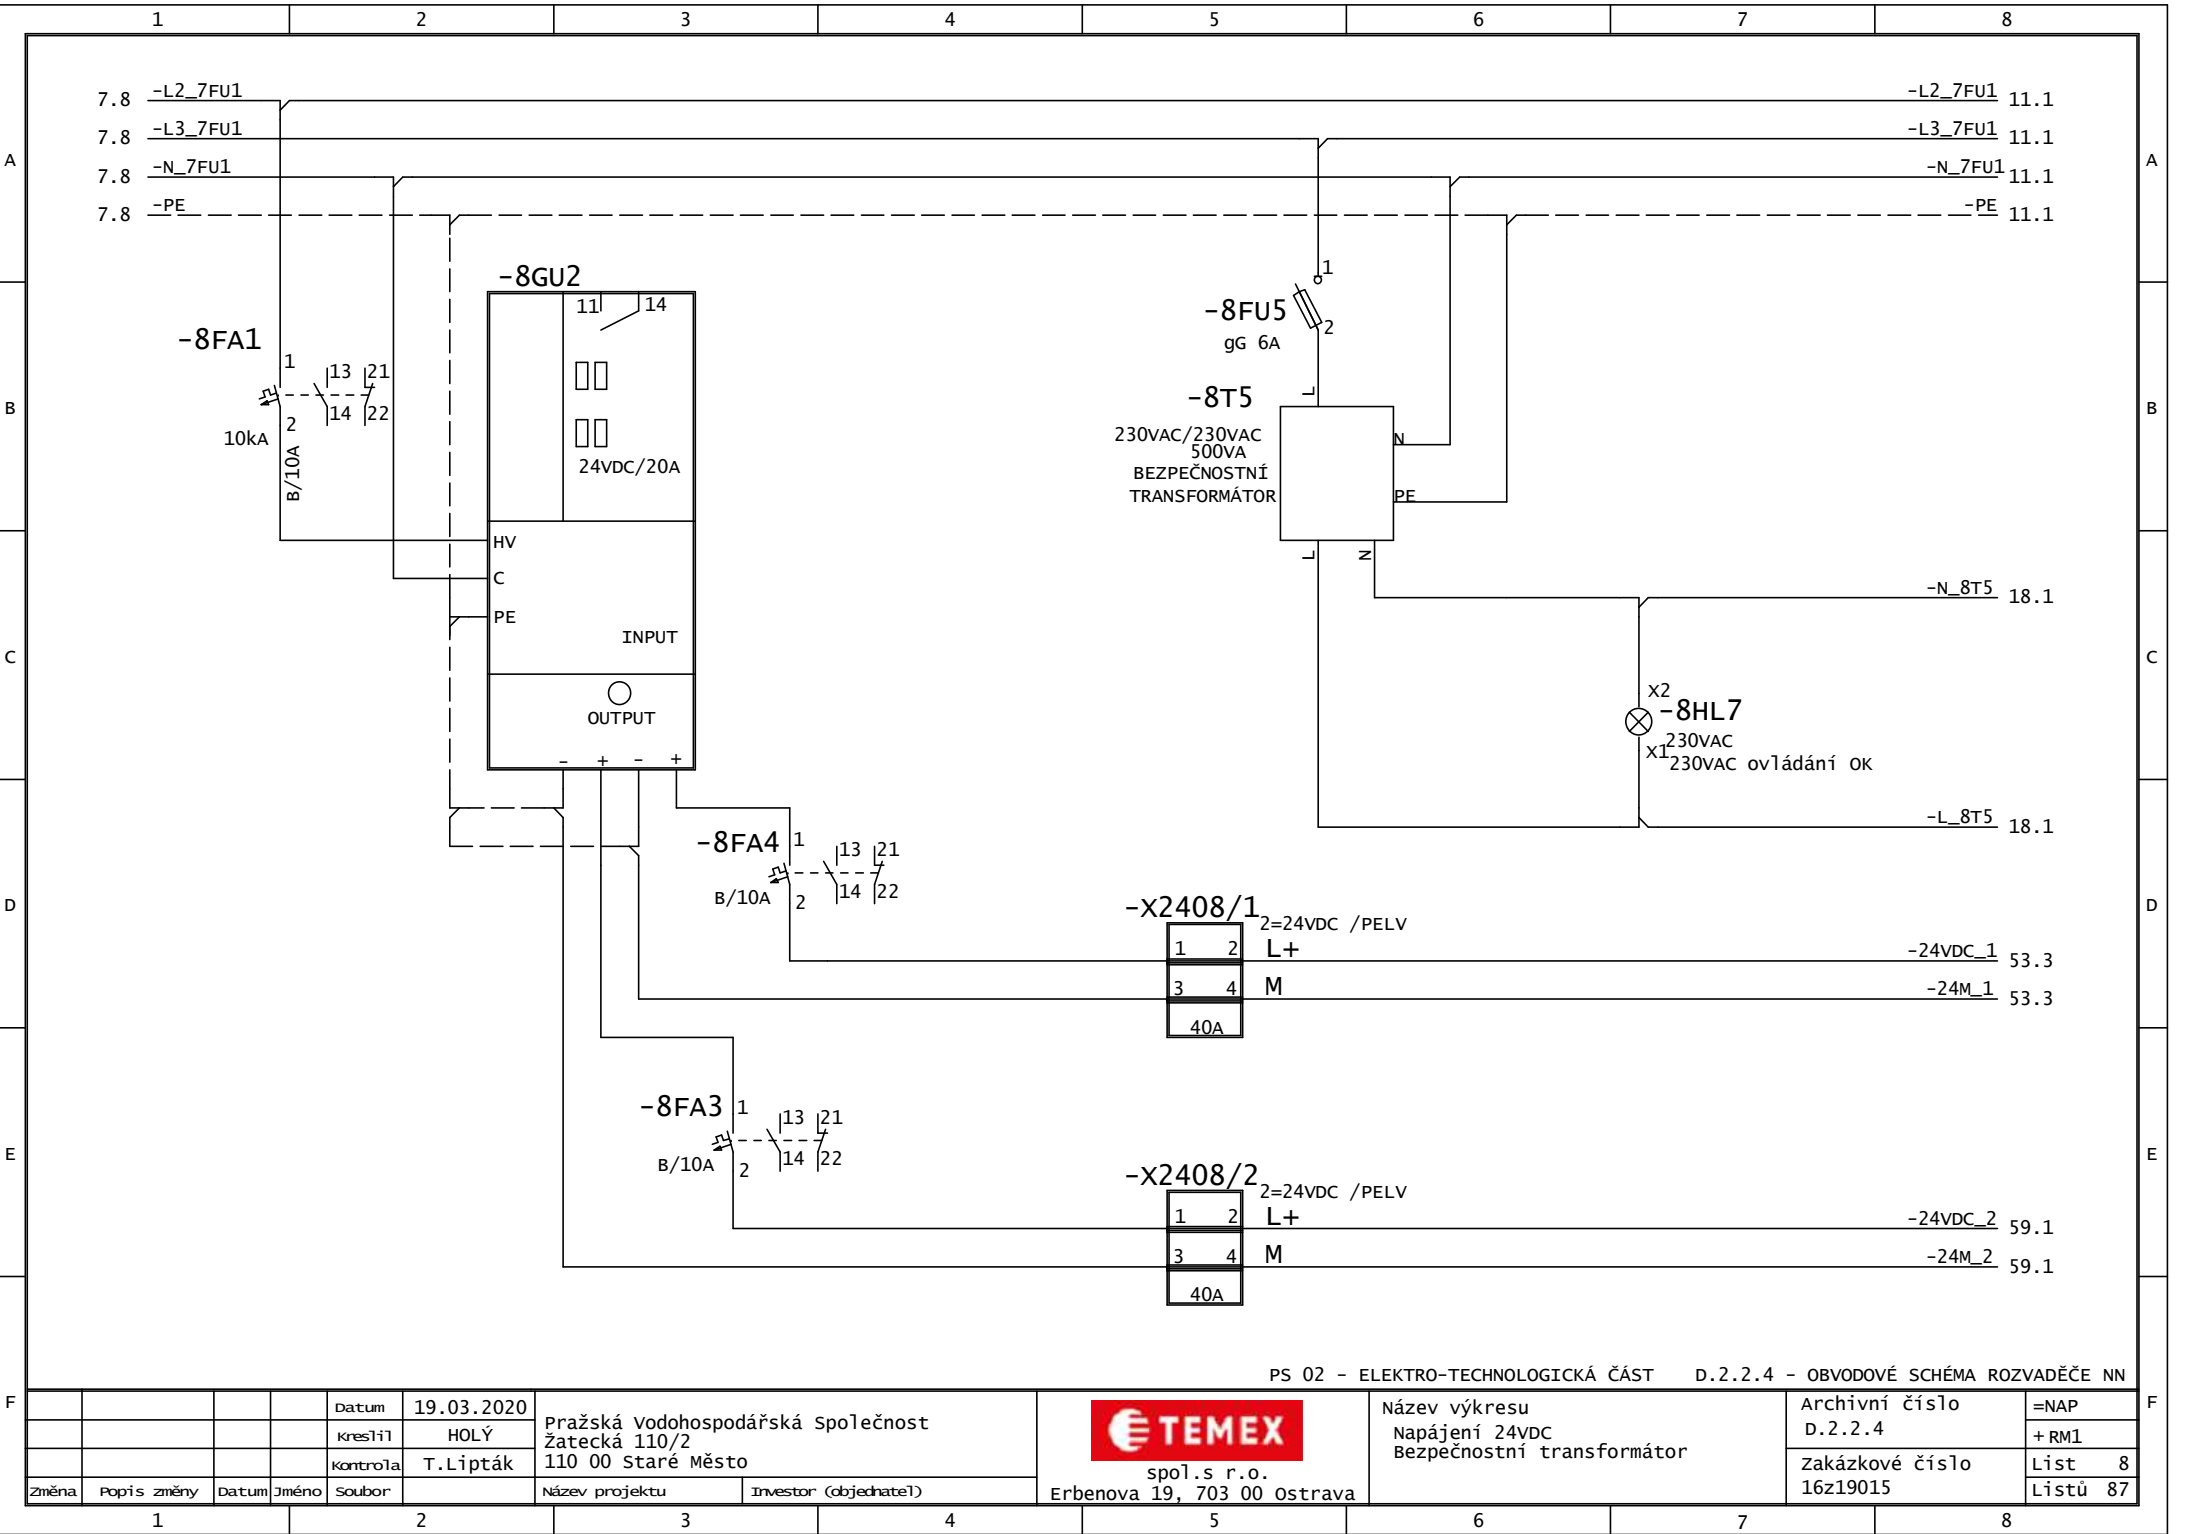 1 2 3 4 5 6 7 8
7.8 -L2_7FU1 -L2_7FU1 11.1
7.8 -L3_7FU1 -L3_7FU1 11.1
A A
7.8 -N_7FU1 -N_7FU1 11.1
7.8 -PE -PE 11.1
-8GU2
11 14
1
-8FU5
2
gG 6A
-8FA1
1
13 21
14 22
2
10kA
B/10A
B B
24VDC/20A
L
-8T5
230VAC/230VAC
500VA
BEZPEČNOSTNÍ
TRANSFORMÁTOR
N
PE
HV
C
PE
INPUT
L N
-N_8T5 18.1
C C
OUTPUT
- + - +
X2
-8HL7
230VAC
X1
230VAC ovládání OK
-L_8T5 18.1
-8FA4 1
13 21
14 22
B/10A 2
D D
-X2408/1
2=24VDC /PELV
1 2 L+
-24VDC_1 53.3
3 4 M
-24M_1 53.3
40A
-8FA3 1
13 21
14 22
B/10A 2
E E
-X2408/2
2=24VDC /PELV
1 2 L+
-24VDC_2 59.1
3 4 M
-24M_2 59.1
40A
PS 02 - ELEKTRO-TECHNOLOGICKÁ ČÁST D.2.2.4 - OBVODOVÉ SCHÉMA ROZVADĚČE NN
F F
Datum 19.03.2020
Kreslil HOLÝ
Kontrola T.Lipták
Změna Popis změny Datum Jméno Soubor
Pražská Vodohospodářská Společnost
Žatecká 110/2
110 00 Staré Město
Název projektu Investor (objednatel)
TEMEX
spol.s r.o.
Erbenova 19, 703 00 Ostrava
Název výkresu
Napájení 24VDC
Bezpečnostní transformátor
Archivní číslo
D.2.2.4
Zakázkové číslo
16z19015
=NAP
+ RM1
List 8
Listů 87
1 2 3 4 5 6 7 8